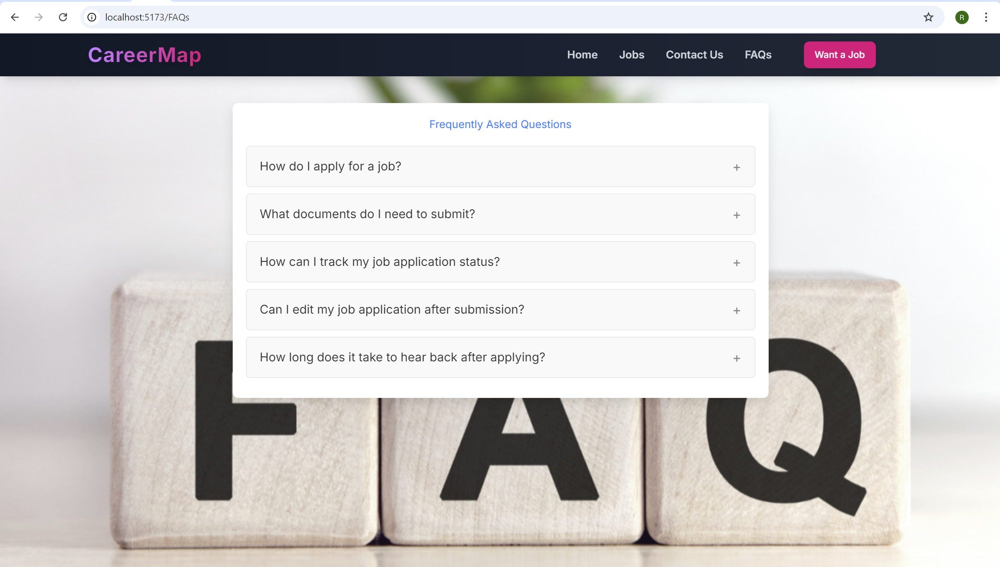 localhost:5173/FAQs
R
CareerMap
Home
Jobs
Contact Us
FAQs
Want a Job
Frequently Asked Questions
How do I apply for a job?
+
What documents do I need to submit?
+
How can I track my job application status?
+
Can I edit my job application after submission?
+
How long does it take to hear back after applying?
+
F A Q